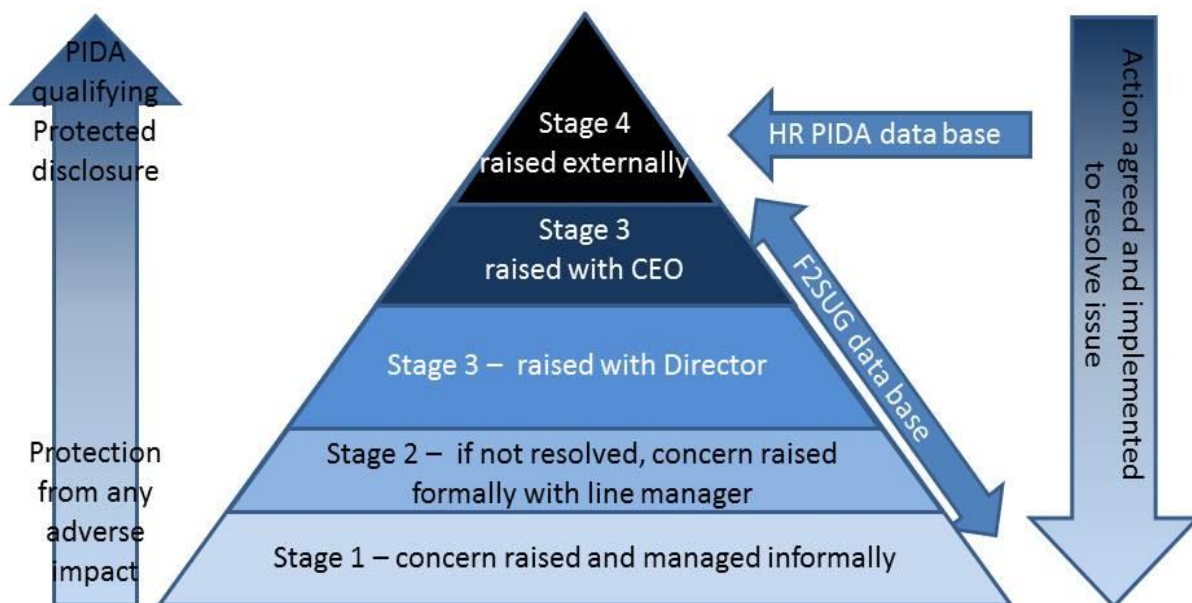 PIDA
qualifying
Protected
disclosure
Protection
from any
adverse
impact
Stage 4
raised externally
Stage 3
raised with CEO
Stage 3 –  raised with Director
Stage 2 –  if not resolved, concern raised
formally with line manager
Stage 1 – concern raised and managed informally
HR PIDA data base
F2SUG data base
Action agreed and implemented
to resolve issue